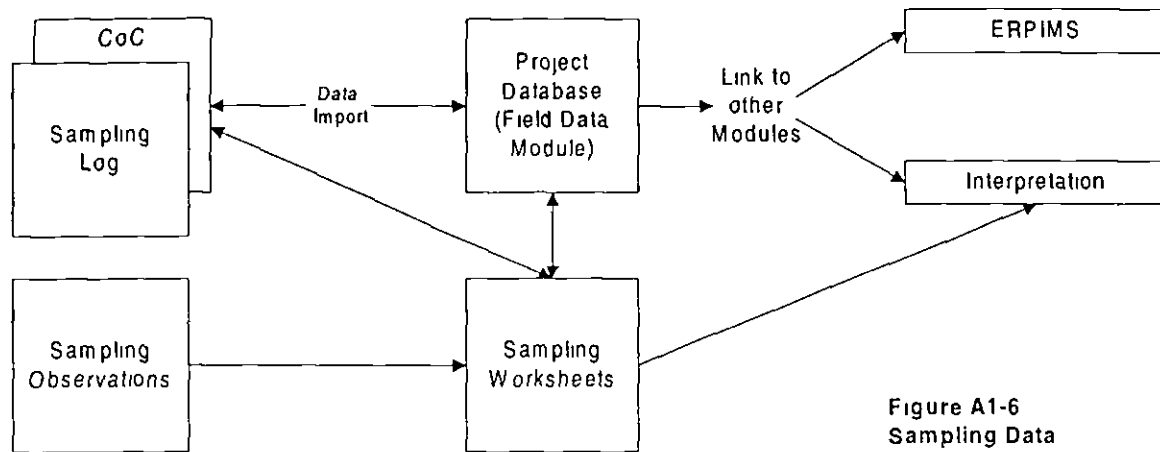 CoC
Sampling
Log
Data
Import
Project
Database
(Field Data
Module)
Link to
other
Modules
ERPIMS
Interpretation
Sampling
Observations
Sampling
Worksheets
Figure A1-6
Sampling Data